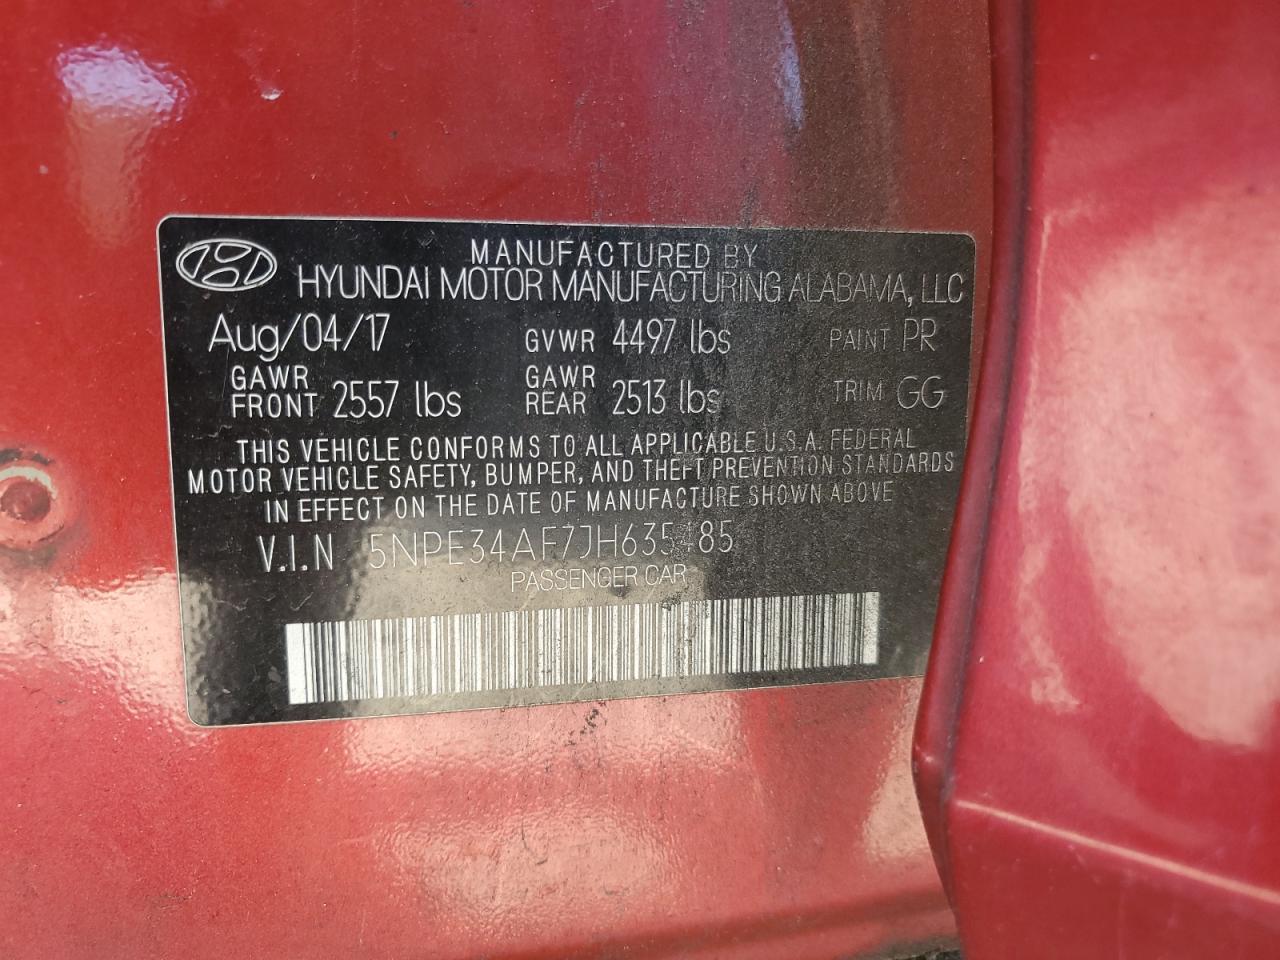 MANUFACTURED BY
HYUNDAI MOTOR MANUFACTURING ALABAMA, LLC
Aug/04/17 GVWR 4497 lbs PAINT PR
GAWR FRONT 2557 lbs GAWR REAR 2513 lbs TRIM GG
THIS VEHICLE CONFORMS TO ALL APPLICABLE U.S.A. FEDERAL
MOTOR VEHICLE SAFETY, BUMPER, AND THEFT PREVENTION STANDARDS
IN EFFECT ON THE DATE OF MANUFACTURE SHOWN ABOVE
V.I.N 5NPE34AF7JH635485
PASSENGER CAR